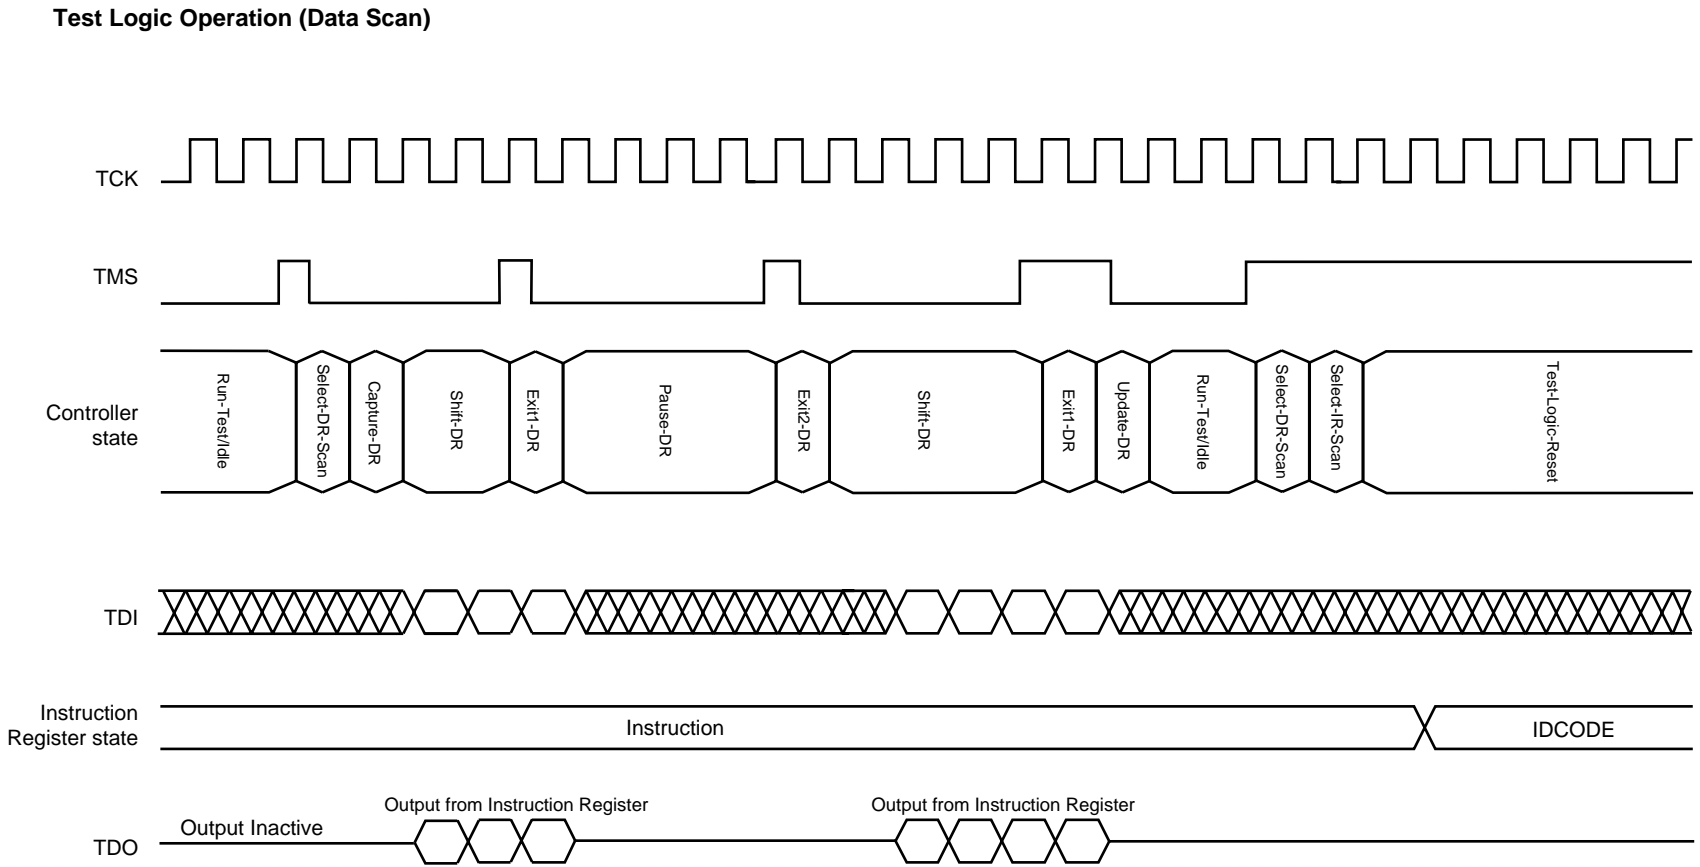 Test Logic Operation (Data Scan)
TCK
TMS
Controller
state
Run-Test/Idle
Select-DR-Scan
Capture-DR
Shift-DR
Exit1-DR
Pause-DR
Exit2-DR
Shift-DR
Exit1-DR
Update-DR
Run-Test/Idle
Select-DR-Scan
Select-IR-Scan
Test-Logic-Reset
TDI
Instruction
Register state
Instruction
IDCODE
Output from Instruction Register
Output from Instruction Register
Output Inactive
TDO